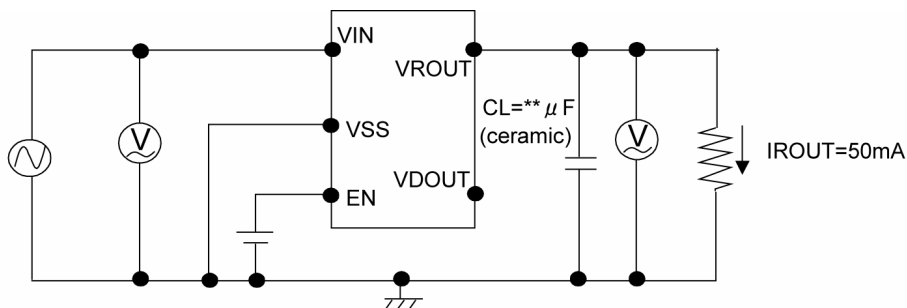 VIN
VROUT
CL=** μ F
(ceramic)
V
VSS
V
IROUT=50mA
VDOUT
EN